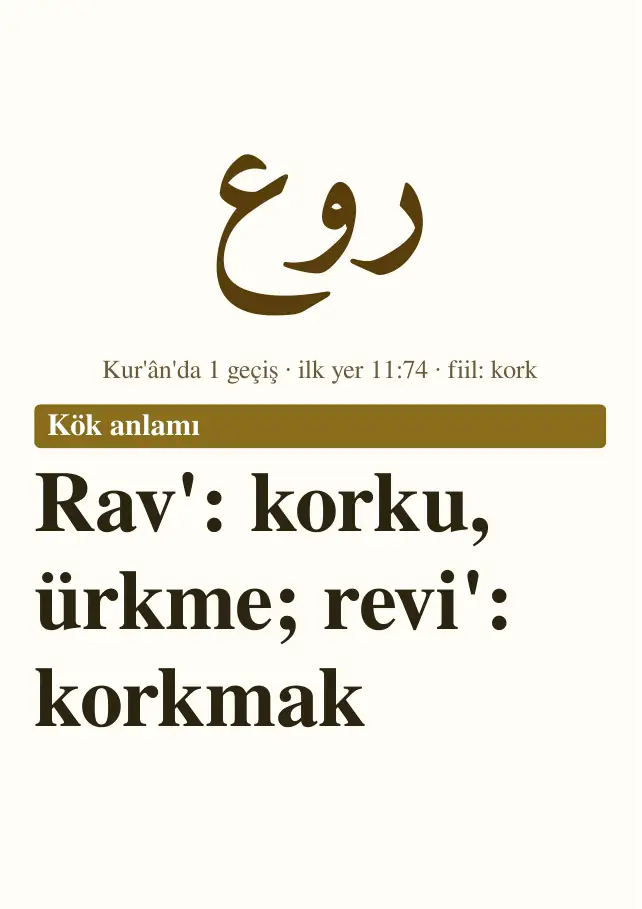 روع
Kur'ân'da 1 geçiş · ilk yer 11:74 · fiil: kork
Kök anlamı
Rav': korku,
ürkme; revi':
korkmak